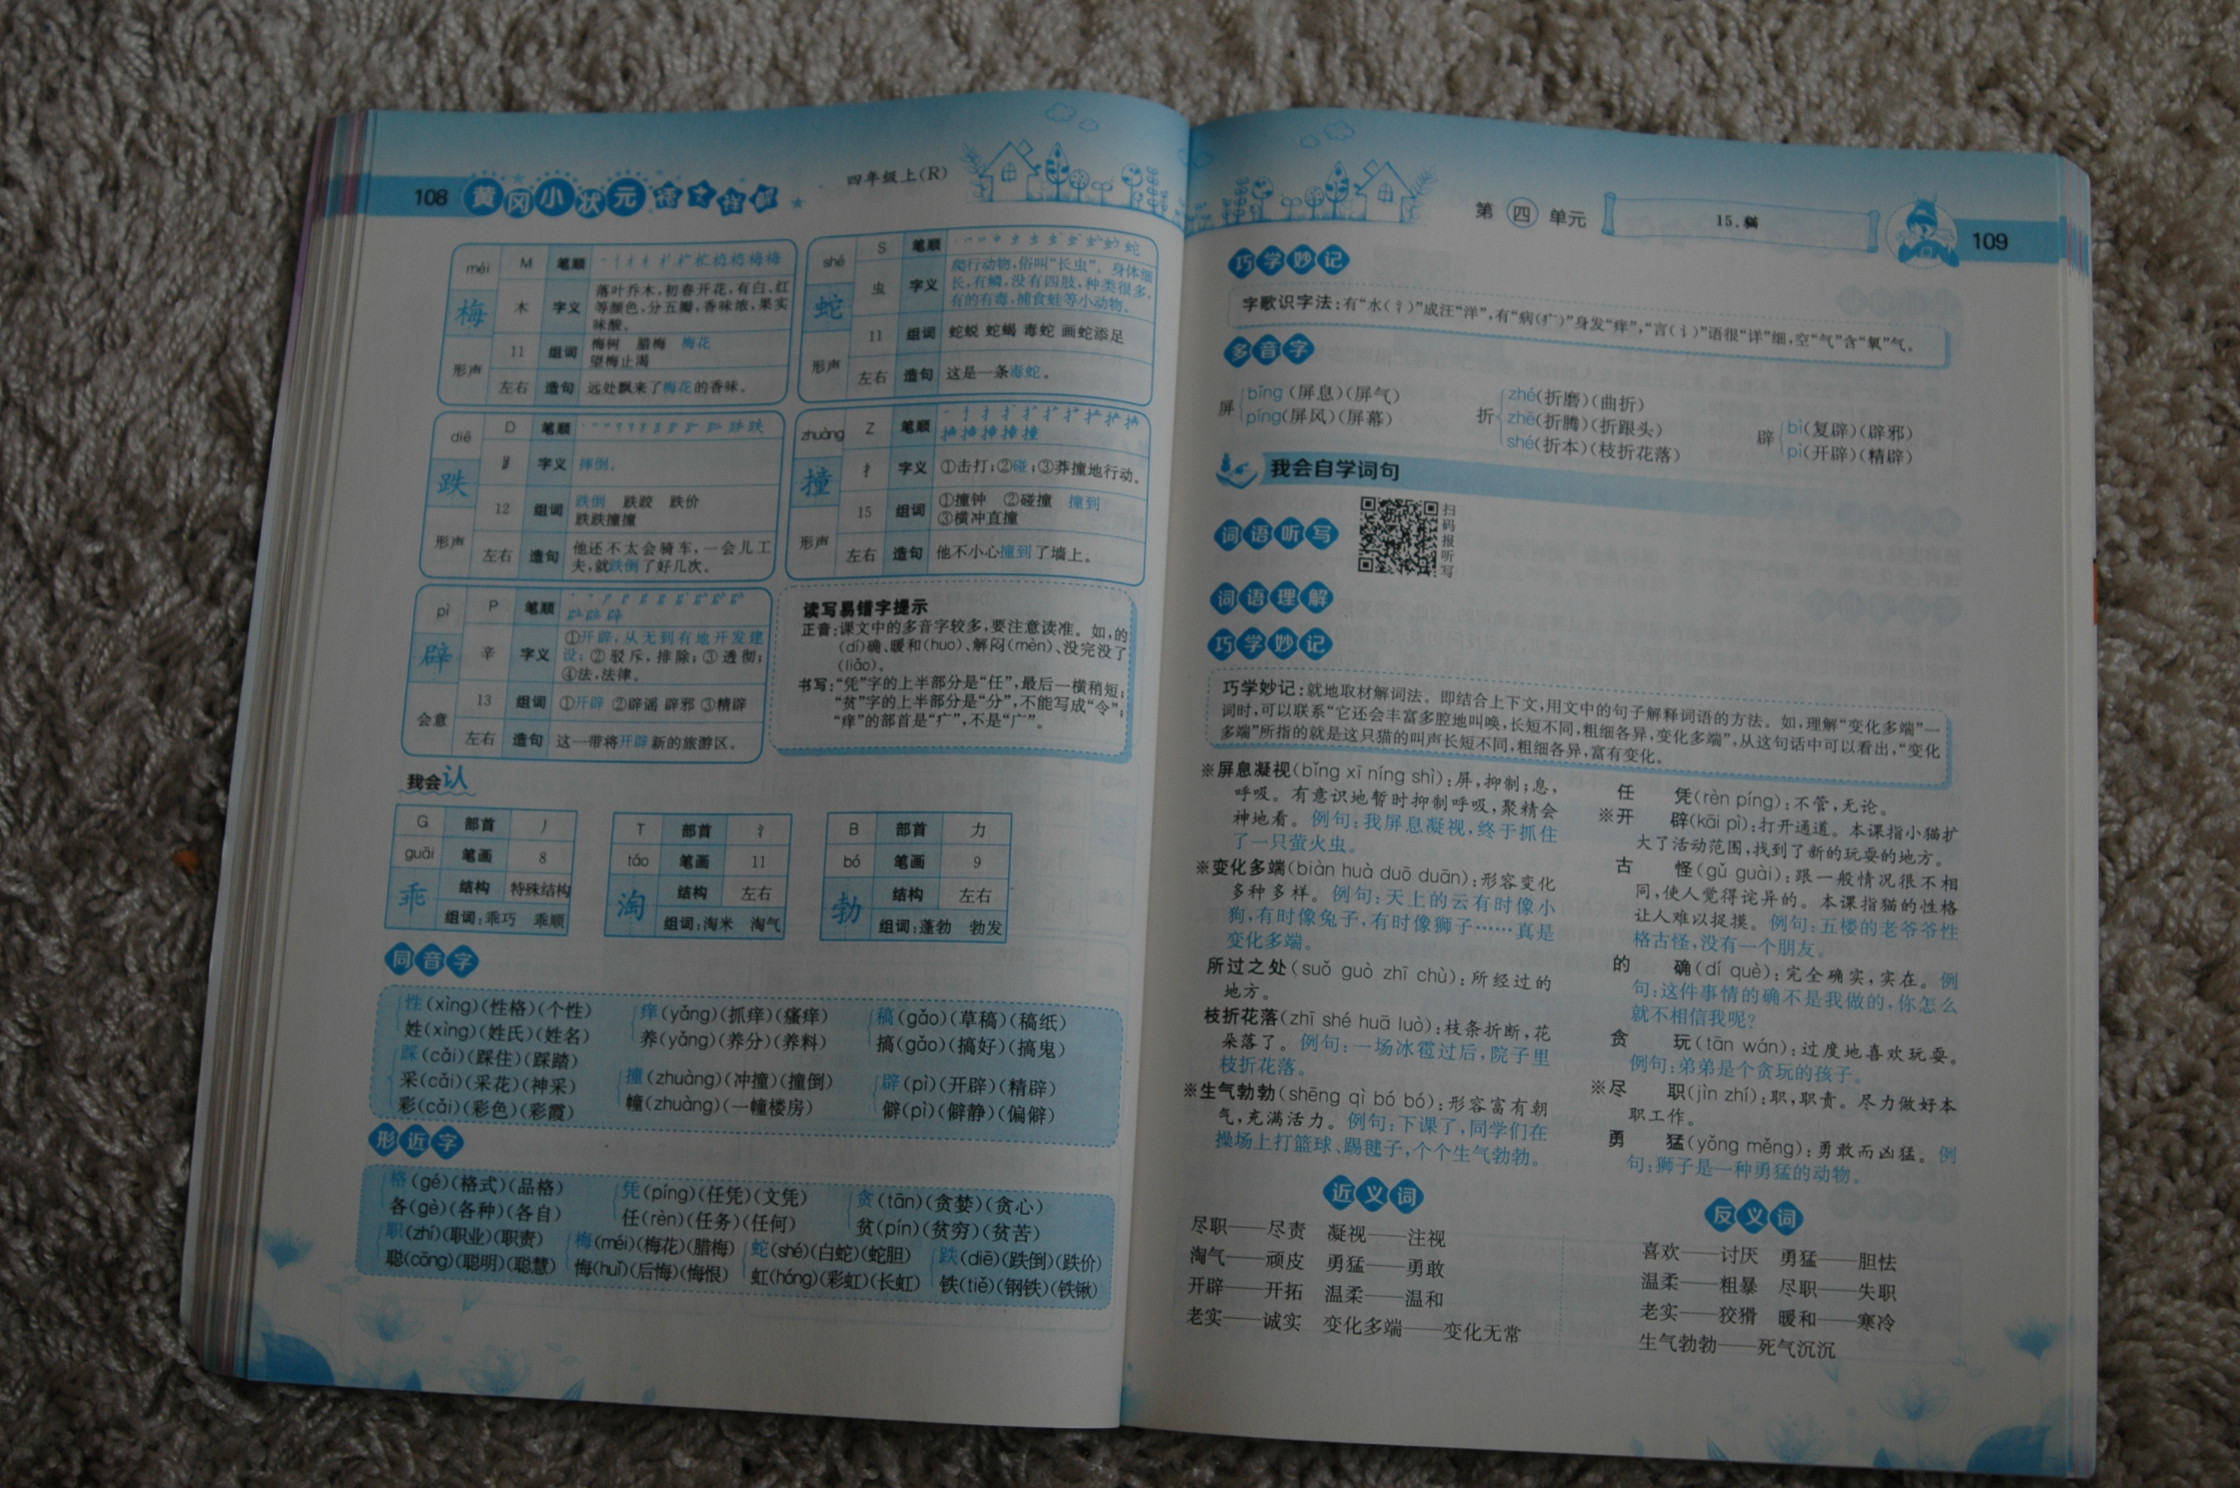 108 黄冈小状元
四年级上(R)
méi M 笔顺
梅 木 字义 落叶乔木,初春开花,有白、红
等颜色,分五瓣,香味浓,果实
味酸。
11 组词 梅树 腊梅 梅花
望梅止渴
形声 左右 造句 远处飘来了梅花的香味。
shé S 笔顺
蛇 虫 字义 爬行动物,俗叫“长虫”。身体细
长,有鳞,没有四肢,种类很多,
有的有毒,捕食蛙等小动物。
11 组词 蛇蜕 蛇蝎 毒蛇 画蛇添足
形声 左右 造句 这是一条毒蛇。
diē D 笔顺
跌 字义 摔倒。
12 组词 跌倒 跌跤 跌价
跌跌撞撞
形声 左右 造句 他还不太会骑车,一会儿工
夫,就跌倒了好几次。
zhuàng Z 笔顺
撞 扌 字义 ①击打;②碰;③莽撞地行动。
15 组词 ①撞钟 ②碰撞 撞到
③横冲直撞
形声 左右 造句 他不小心撞到了墙上。
pì P 笔顺
辟 辛 字义 ①开辟,从无到有地开发建
设;②驳斥,排除;③透彻;
④法,法律。
13 组词 ①开辟 ②辟谣 辟邪 ③精辟
会意 左右 造句 这一带将开辟新的旅游区。
读写易错字提示
正音:课文中的多音字较多,要注意读准。如,的
(dí)确、暖和(huo)、解闷(mèn)、没完没了
(liǎo)。
书写:“凭”字的上半部分是“任”,最后一横稍短;
“贫”字的上半部分是“分”,不能写成“令”;
“痒”的部首是“疒”,不是“广”。
我会认
G 部首 丿
guāi 笔画 8
乖 结构 特殊结构
组词:乖巧 乖顺
T 部首 氵
táo 笔画 11
淘 结构 左右
组词:淘米 淘气
B 部首 力
bó 笔画 9
勃 结构 左右
组词:蓬勃 勃发
同音字
性(xìng)(性格)(个性)
姓(xìng)(姓氏)(姓名)
踩(cǎi)(踩住)(踩踏)
采(cǎi)(采花)(神采)
彩(cǎi)(彩色)(彩霞)
痒(yǎng)(抓痒)(瘙痒)
养(yǎng)(养分)(养料)
撞(zhuàng)(冲撞)(撞倒)
幢(zhuàng)(一幢楼房)
稿(gǎo)(草稿)(稿纸)
搞(gǎo)(搞好)(搞鬼)
辟(pì)(开辟)(精辟)
僻(pì)(僻静)(偏僻)
形近字
格(gé)(格式)(品格)
各(gè)(各种)(各自)
职(zhí)(职业)(职责)
聪(cōng)(聪明)(聪慧)
凭(píng)(任凭)(文凭)
任(rèn)(任务)(任何)
梅(méi)(梅花)(腊梅)
悔(huǐ)(后悔)(悔恨)
贪(tān)(贪婪)(贪心)
贫(pín)(贫穷)(贫苦)
蛇(shé)(白蛇)(蛇胆)
虹(hóng)(彩虹)(长虹)
跌(diē)(跌倒)(跌价)
铁(tiě)(钢铁)(铁锹)
第四单元
15.猫
109
巧学妙记
字歌识字法:有“水(氵)”成汪“洋”,有“病(疒)”身发“痒”,“言(讠)”语很“详”细,空“气”含“氧”气。
多音字
屏 bǐng(屏息)(屏气)
píng(屏风)(屏幕)
折 zhé(折磨)(曲折)
zhē(折腾)(折跟头)
shé(折本)(枝折花落)
辟 bì(复辟)(辟邪)
pì(开辟)(精辟)
我会自学词句
词语听写
扫码报听写
词语理解
巧学妙记
巧学妙记:就地取材解词法。即结合上下文,用文中的句子解释词语的方法。如,理解“变化多端”一
词时,可以联系“它还会丰富多腔地叫唤,长短不同,粗细各异,变化多端”,从这句话中可以看出,“变化
多端”所指的就是这只猫的叫声长短不同,粗细各异,富有变化。
※屏息凝视(bǐng xī níng shì):屏,抑制;息,
呼吸。有意识地暂时抑制呼吸,聚精会
神地看。例句:我屏息凝视,终于抓住
了一只萤火虫。
※变化多端(biàn huà duō duān):形容变化
多种多样。例句:天上的云有时像小
狗,有时像兔子,有时像狮子……真是
变化多端。
所过之处(suǒ guò zhī chù):所经过的
地方。
枝折花落(zhī shé huā luò):枝条折断,花
朵落了。例句:一场冰雹过后,院子里
枝折花落。
※生气勃勃(shēng qì bó bó):形容富有朝
气,充满活力。例句:下课了,同学们在
操场上打篮球、踢毽子,个个生气勃勃。
任 凭(rèn píng):不管,无论。
※开 辟(kāi pì):打开通道。本课指小猫扩
大了活动范围,找到了新的玩耍的地方。
古 怪(gǔ guài):跟一般情况很不相
同,使人觉得诧异的。本课指猫的性格
让人难以捉摸。例句:五楼的老爷爷性
格古怪,没有一个朋友。
的 确(dí què):完全确实,实在。例
句:这件事情的确不是我做的,你怎么
就不相信我呢?
贪 玩(tān wán):过度地喜欢玩耍。
例句:弟弟是个贪玩的孩子。
※尽 职(jìn zhí):职,职责。尽力做好本
职工作。
勇 猛(yǒng měng):勇敢而凶猛。例
句:狮子是一种勇猛的动物。
近义词
尽职——尽责 凝视——注视
淘气——顽皮 勇猛——勇敢
开辟——开拓 温柔——温和
老实——诚实 变化多端——变化无常
反义词
喜欢——讨厌 勇猛——胆怯
温柔——粗暴 尽职——失职
老实——狡猾 暖和——寒冷
生气勃勃——死气沉沉